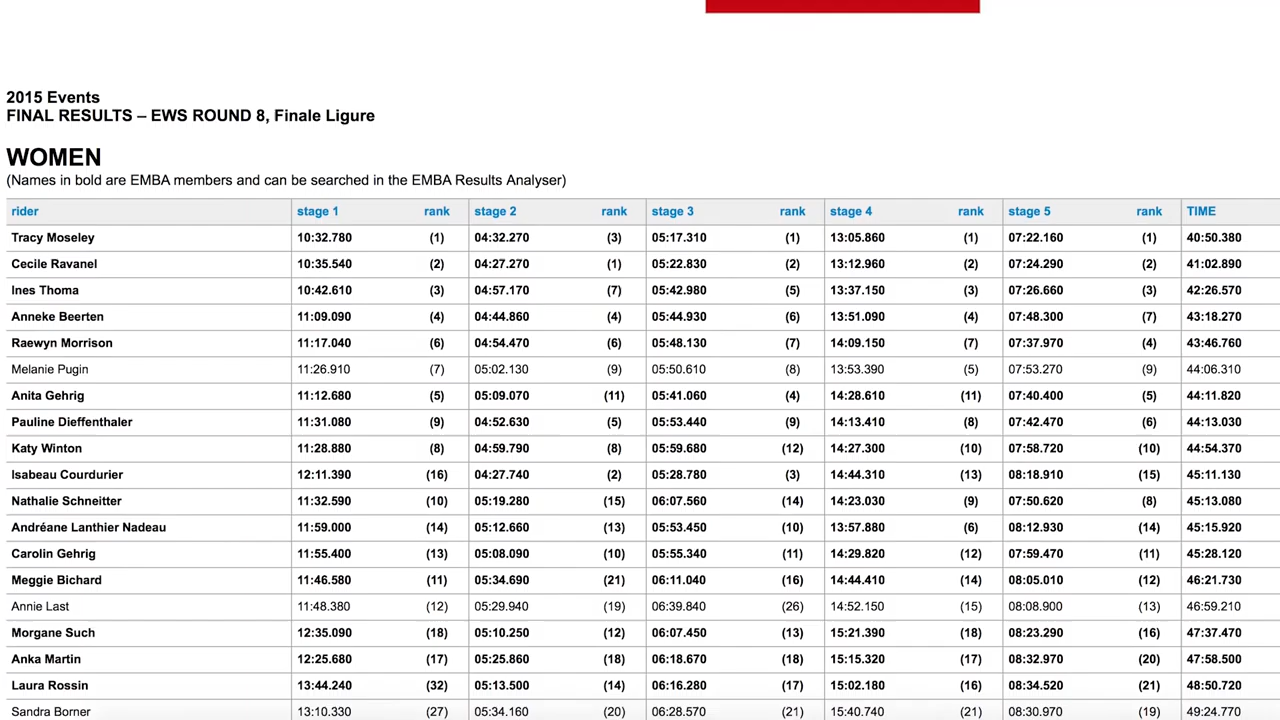 2015 Events
FINAL RESULTS – EWS ROUND 8, Finale Ligure
WOMEN
(Names in bold are EMBA members and can be searched in the EMBA Results Analyser)
rider stage 1 rank stage 2 rank stage 3 rank stage 4 rank stage 5 rank TIME
Tracy Moseley 10:32.780 (1) 04:32.270 (3) 05:17.310 (1) 13:05.860 (1) 07:22.160 (1) 40:50.380
Cecile Ravanel 10:35.540 (2) 04:27.270 (1) 05:22.830 (2) 13:12.960 (2) 07:24.290 (2) 41:02.890
Ines Thoma 10:42.610 (3) 04:57.170 (7) 05:42.980 (5) 13:37.150 (3) 07:26.660 (3) 42:26.570
Anneke Beerten 11:09.090 (4) 04:44.860 (4) 05:44.930 (6) 13:51.090 (4) 07:48.300 (7) 43:18.270
Raewyn Morrison 11:17.040 (6) 04:54.470 (6) 05:48.130 (7) 14:09.150 (7) 07:37.970 (4) 43:46.760
Melanie Pugin 11:26.910 (7) 05:02.130 (9) 05:50.610 (8) 13:53.390 (5) 07:53.270 (9) 44:06.310
Anita Gehrig 11:12.680 (5) 05:09.070 (11) 05:41.060 (4) 14:28.610 (11) 07:40.400 (5) 44:11.820
Pauline Dieffenthaler 11:31.080 (9) 04:52.630 (5) 05:53.440 (9) 14:13.410 (8) 07:42.470 (6) 44:13.030
Katy Winton 11:28.880 (8) 04:59.790 (8) 05:59.680 (12) 14:27.300 (10) 07:58.720 (10) 44:54.370
Isabeau Courdurier 12:11.390 (16) 04:27.740 (2) 05:28.780 (3) 14:44.310 (13) 08:18.910 (15) 45:11.130
Nathalie Schneitter 11:32.590 (10) 05:19.280 (15) 06:07.560 (14) 14:23.030 (9) 07:50.620 (8) 45:13.080
Andréane Lanthier Nadeau 11:59.000 (14) 05:12.660 (13) 05:53.450 (10) 13:57.880 (6) 08:12.930 (14) 45:15.920
Carolin Gehrig 11:55.400 (13) 05:08.090 (10) 05:55.340 (11) 14:29.820 (12) 07:59.470 (11) 45:28.120
Meggie Bichard 11:46.580 (11) 05:34.690 (21) 06:11.040 (16) 14:44.410 (14) 08:05.010 (12) 46:21.730
Annie Last 11:48.380 (12) 05:29.940 (19) 06:39.840 (26) 14:52.150 (15) 08:08.900 (13) 46:59.210
Morgane Such 12:35.090 (18) 05:10.250 (12) 06:07.450 (13) 15:21.390 (18) 08:23.290 (16) 47:37.470
Anka Martin 12:25.680 (17) 05:25.860 (18) 06:18.670 (18) 15:15.320 (17) 08:32.970 (20) 47:58.500
Laura Rossin 13:44.240 (32) 05:13.500 (14) 06:16.280 (17) 15:02.180 (16) 08:34.520 (21) 48:50.720
Sandra Borner 13:10.330 (27) 05:34.160 (20) 06:28.570 (21) 15:40.740 (21) 08:30.970 (19) 49:24.770